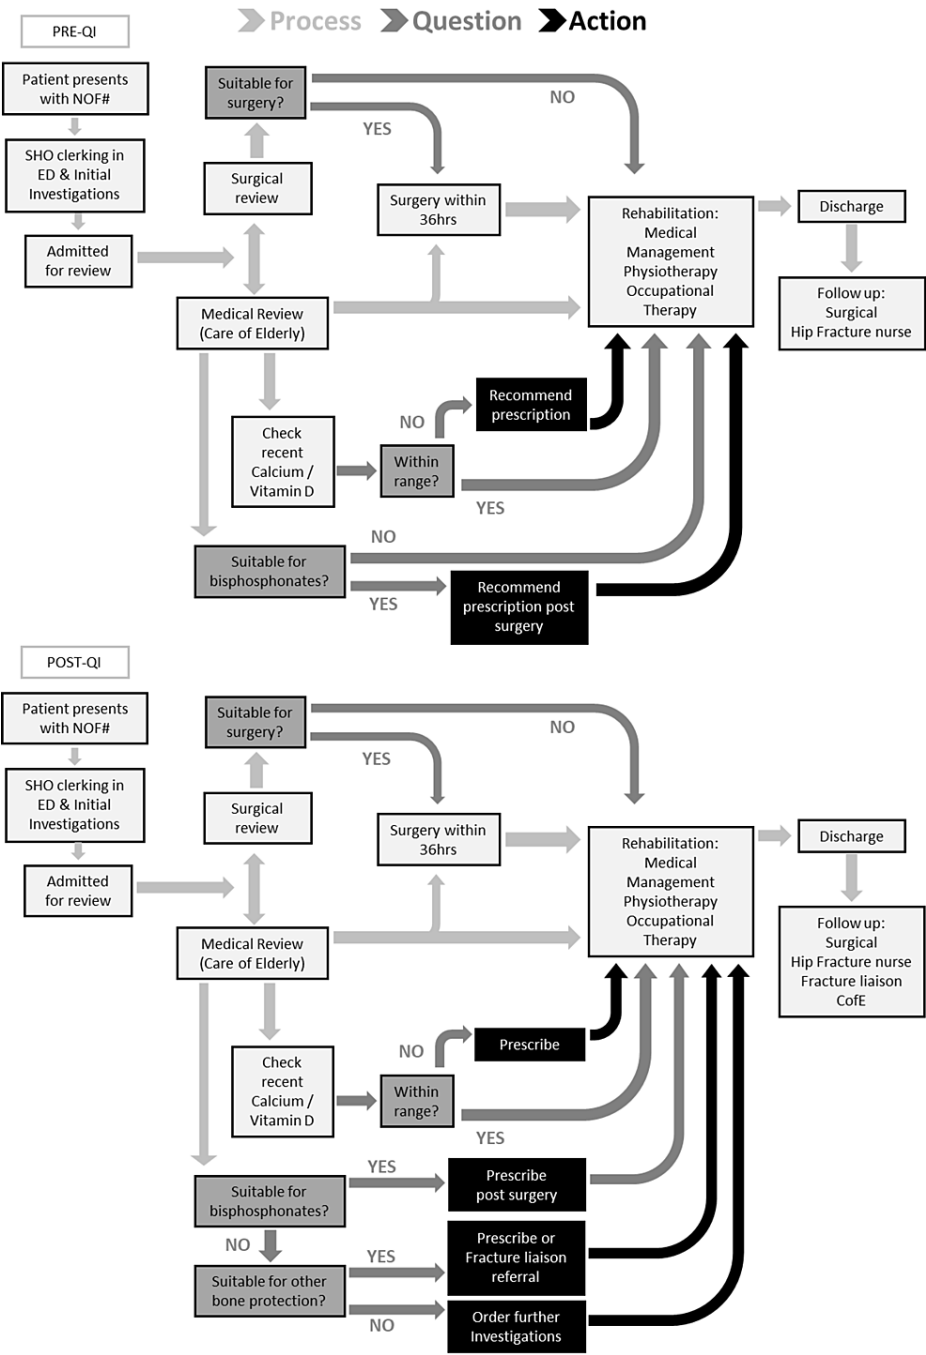 Process
Question
Action
PRE-QI
Patient presents
with NOF#
SHO clerking in
ED & Initial
Investigations
Admitted
for review
Suitable for
surgery?
NO
YES
Surgical
review
Surgery within
36hrs
Medical Review
(Care of Elderly)
Rehabilitation:
Medical
Management
Physiotherapy
Occupational
Therapy
Discharge
Follow up:
Surgical
Hip Fracture nurse
Check
recent
Calcium /
Vitamin D
Within
range?
NO
Recommend
prescription
YES
Suitable for
bisphosphonates?
NO
YES
Recommend
prescription post
surgery
POST-QI
Patient presents
with NOF#
SHO clerking in
ED & Initial
Investigations
Admitted
for review
Suitable for
surgery?
NO
YES
Surgical
review
Surgery within
36hrs
Medical Review
(Care of Elderly)
Rehabilitation:
Medical
Management
Physiotherapy
Occupational
Therapy
Discharge
Follow up:
Surgical
Hip Fracture nurse
Fracture liaison
CofE
Check
recent
Calcium /
Vitamin D
Within
range?
NO
Prescribe
YES
Suitable for
bisphosphonates?
YES
Prescribe
post surgery
NO
Suitable for other
bone protection?
YES
Prescribe or
Fracture liaison
referral
NO
Order further
Investigations